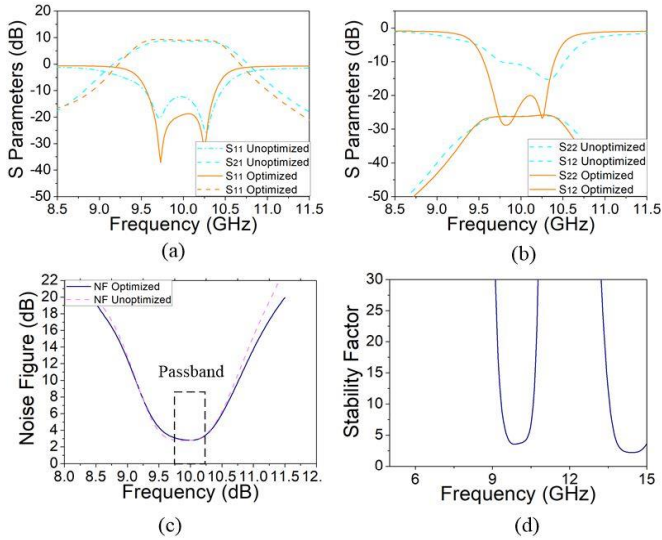 S Parameters (dB)
20
10
0
-10
-20
-30
-40
-50
S11 Unoptimized
S21 Unoptimized
S11 Optimized
S11 Optimized
8.5 9.0 9.5 10.0 10.5 11.0 11.5
Frequency (GHz)
(a)
S Parameters (dB)
0
-10
-20
-30
-40
-50
S22 Unoptimized
S12 Unoptimized
S22 Optimized
S12 Optimized
8.5 9.0 9.5 10.0 10.5 11.0 11.5
Frequency (GHz)
(b)
Noise Figure (dB)
22
20
18
16
14
12
10
8
6
4
2
0
NF Optimized
NF Unoptimized
Passband
8.0 8.5 9.0 9.5 10.0 10.5 11.0 11.5 12.
Frequency (dB)
(c)
Stability Factor
30
25
20
15
10
5
0
6 9 12 15
Frequency (GHz)
(d)